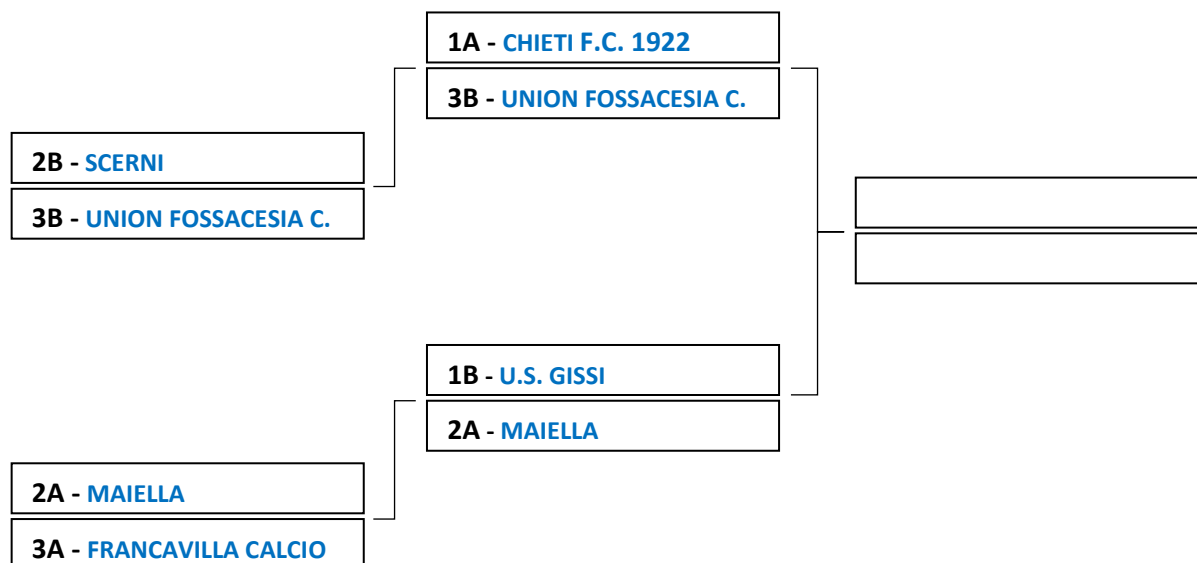 1A - CHIETI F.C. 1922
3B - UNION FOSSACESIA C.
2B - SCERNI
3B - UNION FOSSACESIA C.
1B - U.S. GISSI
2A - MAIELLA
2A - MAIELLA
3A - FRANCAVILLA CALCIO